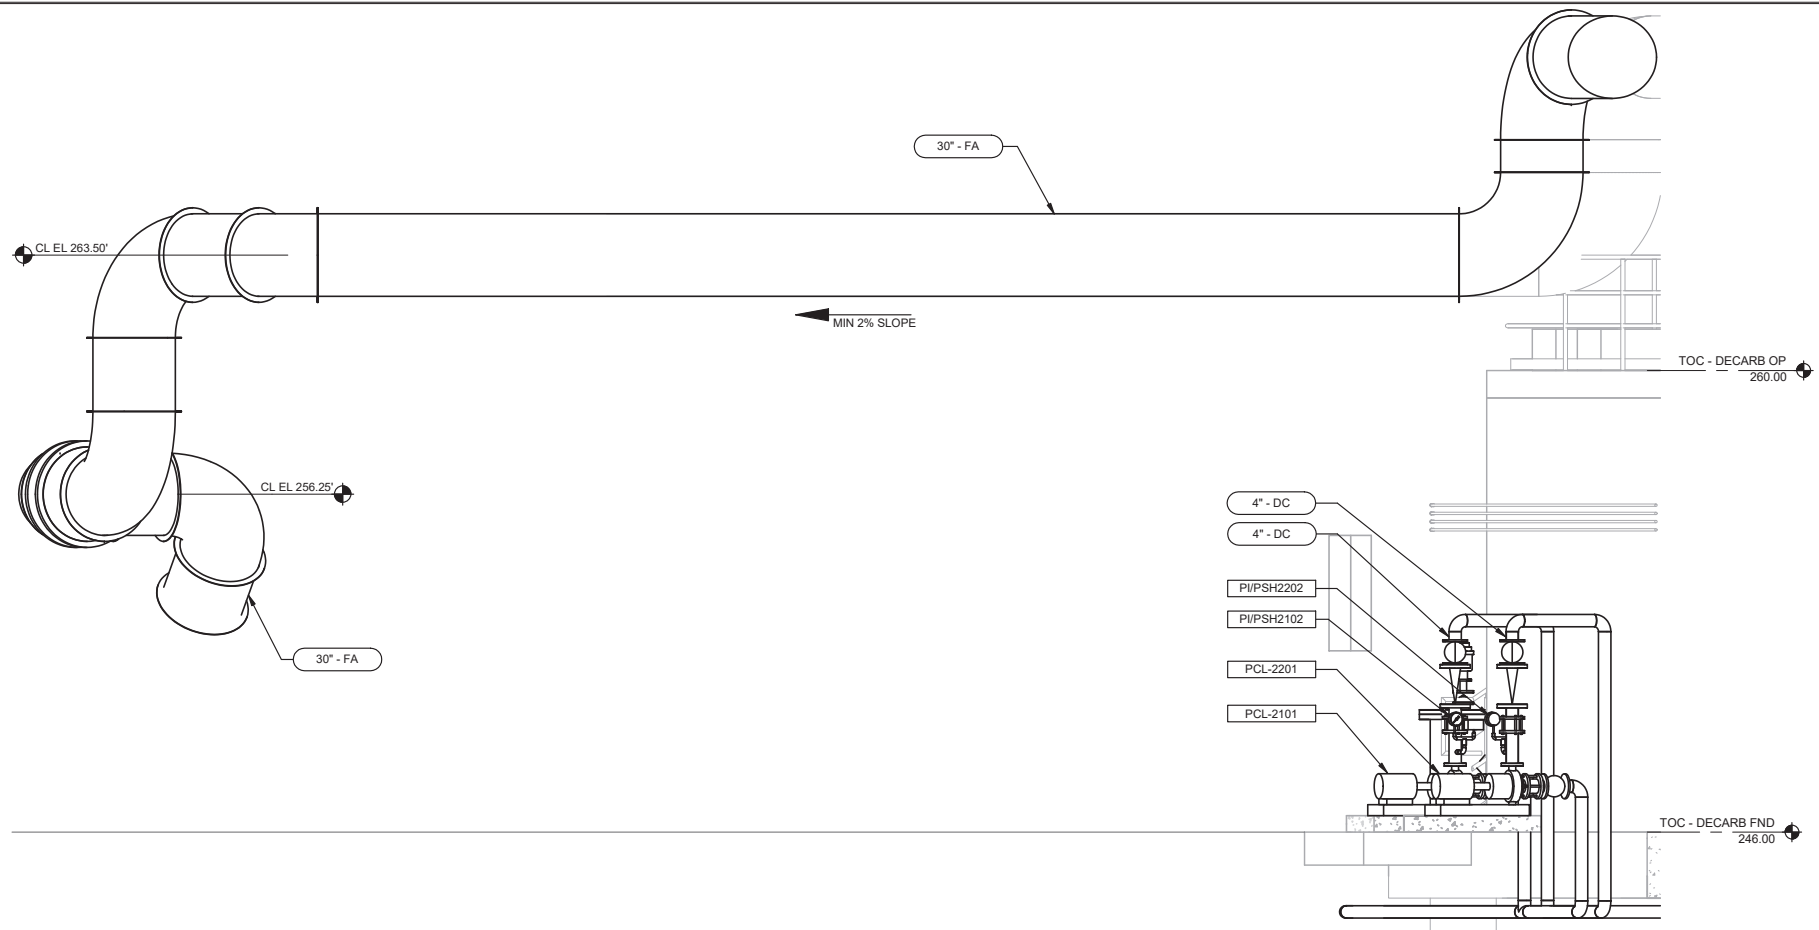 30" - FA
CL EL 263.50'
MIN 2% SLOPE
TOC - DECARB OP
260.00
CL EL 256.25'
4" - DC
4" - DC
PI/PSH2202
PI/PSH2102
30" - FA
PCL-2201
PCL-2101
TOC - DECARB FND
246.00